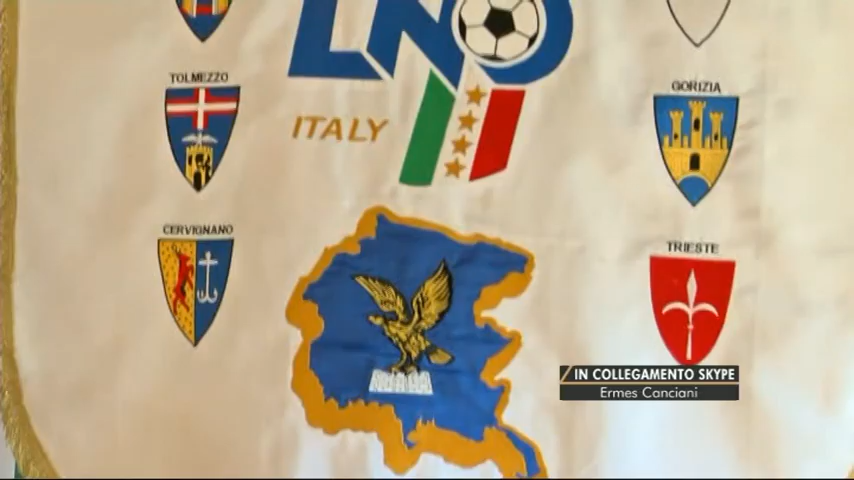 LND
TOLMEZZO
GORIZIA
ITALY
CERVIGNANO
TRIESTE
IN COLLEGAMENTO SKYPE
Ermes Canciani